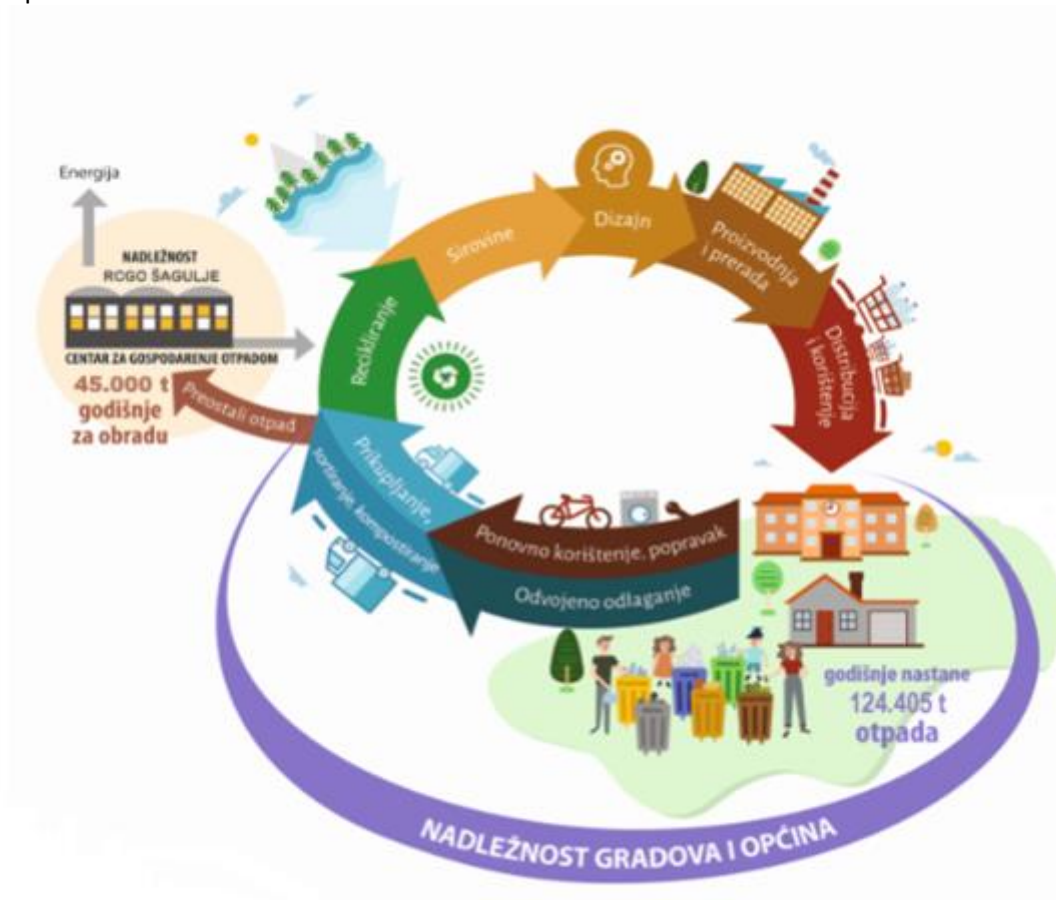 Energija
NADLEŽNOST
RCGO ŠAGULJE
CENTAR ZA GOSPODARENJE OTPADOM
45.000 t
godišnje
za obradu
Preostali otpad
Recikliranje
Sirovine
Dizajn
Proizvodnja
i prerada
Distribucija
i korištenje
Prikupljanje,
sortiranje, kompostiranje
Ponovno korištenje, popravak
Odvojeno odlaganje
godišnje nastane
124.405 t
otpada
NADLEŽNOST GRADOVA I OPĆINA